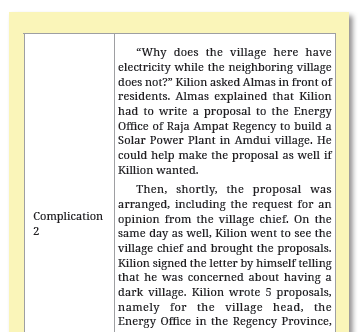 “Why does the village here have
electricity while the neighboring village
does not?” Kilion asked Almas in front of
residents. Almas explained that Kilion
had to write a proposal to the Energy
Office of Raja Ampat Regency to build a
Solar Power Plant in Amdui village. He
could help make the proposal as well if
Killion wanted.
Complication
2
Then, shortly, the proposal was
arranged, including the request for an
opinion from the village chief. On the
same day as well, Kilion went to see the
village chief and brought the proposals.
Kilion signed the letter by himself telling
that he was concerned about having a
dark village. Kilion wrote 5 proposals,
namely for the village head, the
Energy Office in the Regency Province,